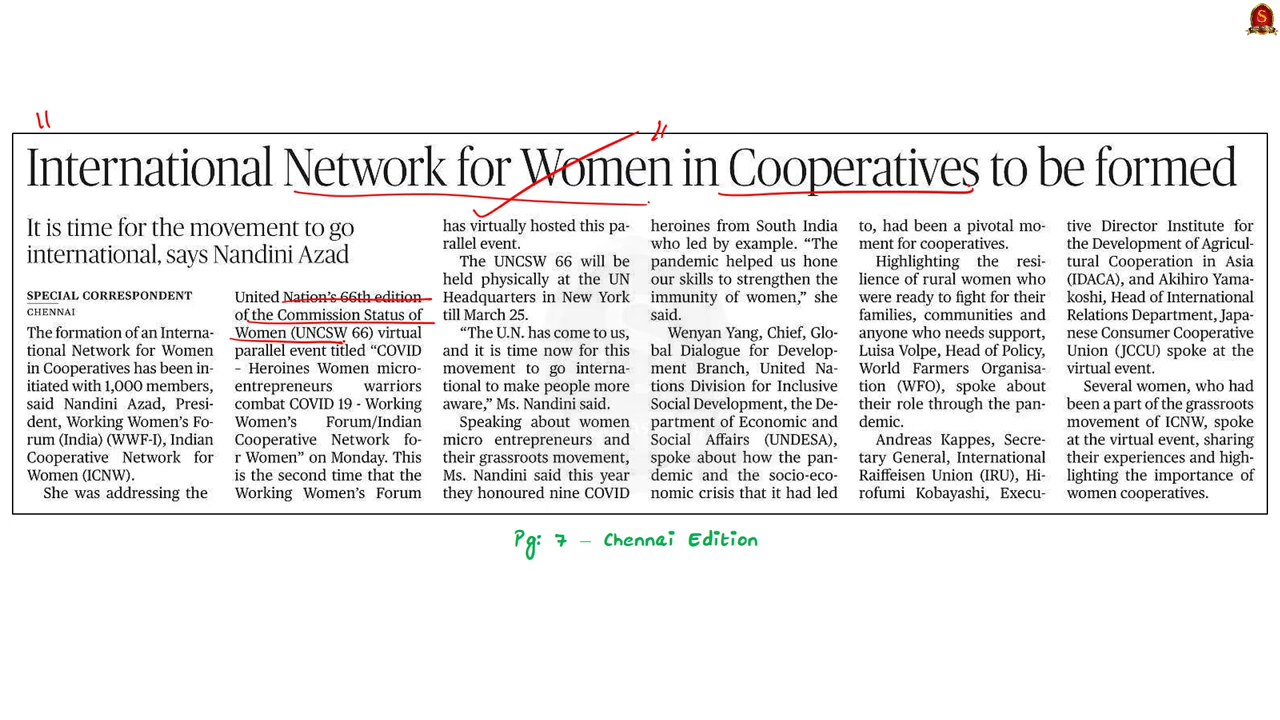 International Network for Women in Cooperatives to be formed
It is time for the movement to go
international, says Nandini Azad
SPECIAL CORRESPONDENT
CHENNAI
The formation of an Interna-
tional Network for Women
in Cooperatives has been in-
itiated with 1,000 members,
said Nandini Azad, Presi-
dent, Working Women's Fo-
rum (India) (WWF-I), Indian
Cooperative Network for
Women (ICNW).
She was addressing the
United Nation's 66th edition
of the Commission Status of
Women (UNCSW 66) virtual
parallel event titled “COVID
- Heroines Women micro-
entrepreneurs warriors
combat COVID 19 - Working
Women's Forum/Indian
Cooperative Network fo-
r Women” on Monday. This
is the second time that the
Working Women's Forum
has virtually hosted this pa-
rallel event.
The UNCSW 66 will be
held physically at the UN
Headquarters in New York
till March 25.
“The U.N. has come to us,
and it is time now for this
movement to go interna-
tional to make people more
aware,” Ms. Nandini said.
Speaking about women
micro entrepreneurs and
their grassroots movement,
Ms. Nandini said this year
they honoured nine COVID
heroines from South India
who led by example. “The
pandemic helped us hone
our skills to strengthen the
immunity of women,” she
said.
Wenyan Yang, Chief, Glo-
bal Dialogue for Develop-
ment Branch, United Na-
tions Division for Inclusive
Social Development, the De-
partment of Economic and
Social Affairs (UNDESA),
spoke about how the pan-
demic and the socio-eco-
nomic crisis that it had led
to, had been a pivotal mo-
ment for cooperatives.
Highlighting the resi-
lience of rural women who
were ready to fight for their
families, communities and
anyone who needs support,
Luisa Volpe, Head of Policy,
World Farmers Organisa-
tion (WFO), spoke about
their role through the pan-
demic.
Andreas Kappes, Secre-
tary General, International
Raiffeisen Union (IRU), Hi-
rofumi Kobayashi, Execu-
tive Director Institute for
the Development of Agricul-
tural Cooperation in Asia
(IDACA), and Akihiro Yama-
koshi, Head of International
Relations Department, Japa-
nese Consumer Cooperative
Union (JCCU) spoke at the
virtual event.
Several women, who had
been a part of the grassroots
movement of ICNW, spoke
at the virtual event, sharing
their experiences and high-
lighting the importance of
women cooperatives.
Pg: 7 – Chennai Edition